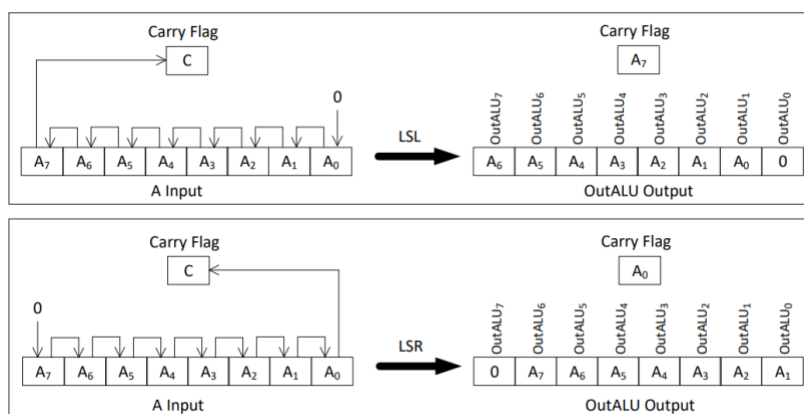 Carry Flag
C
0
A7 A6 A5 A4 A3 A2 A1 A0
A Input
LSL
Carry Flag
A7
OutALU7 OutALU6 OutALU5 OutALU4 OutALU3 OutALU2 OutALU1 OutALU0
A6 A5 A4 A3 A2 A1 A0 0
OutALU Output
Carry Flag
C
0
A7 A6 A5 A4 A3 A2 A1 A0
A Input
LSR
Carry Flag
A0
OutALU7 OutALU6 OutALU5 OutALU4 OutALU3 OutALU2 OutALU1 OutALU0
0 A7 A6 A5 A4 A3 A2 A1
OutALU Output